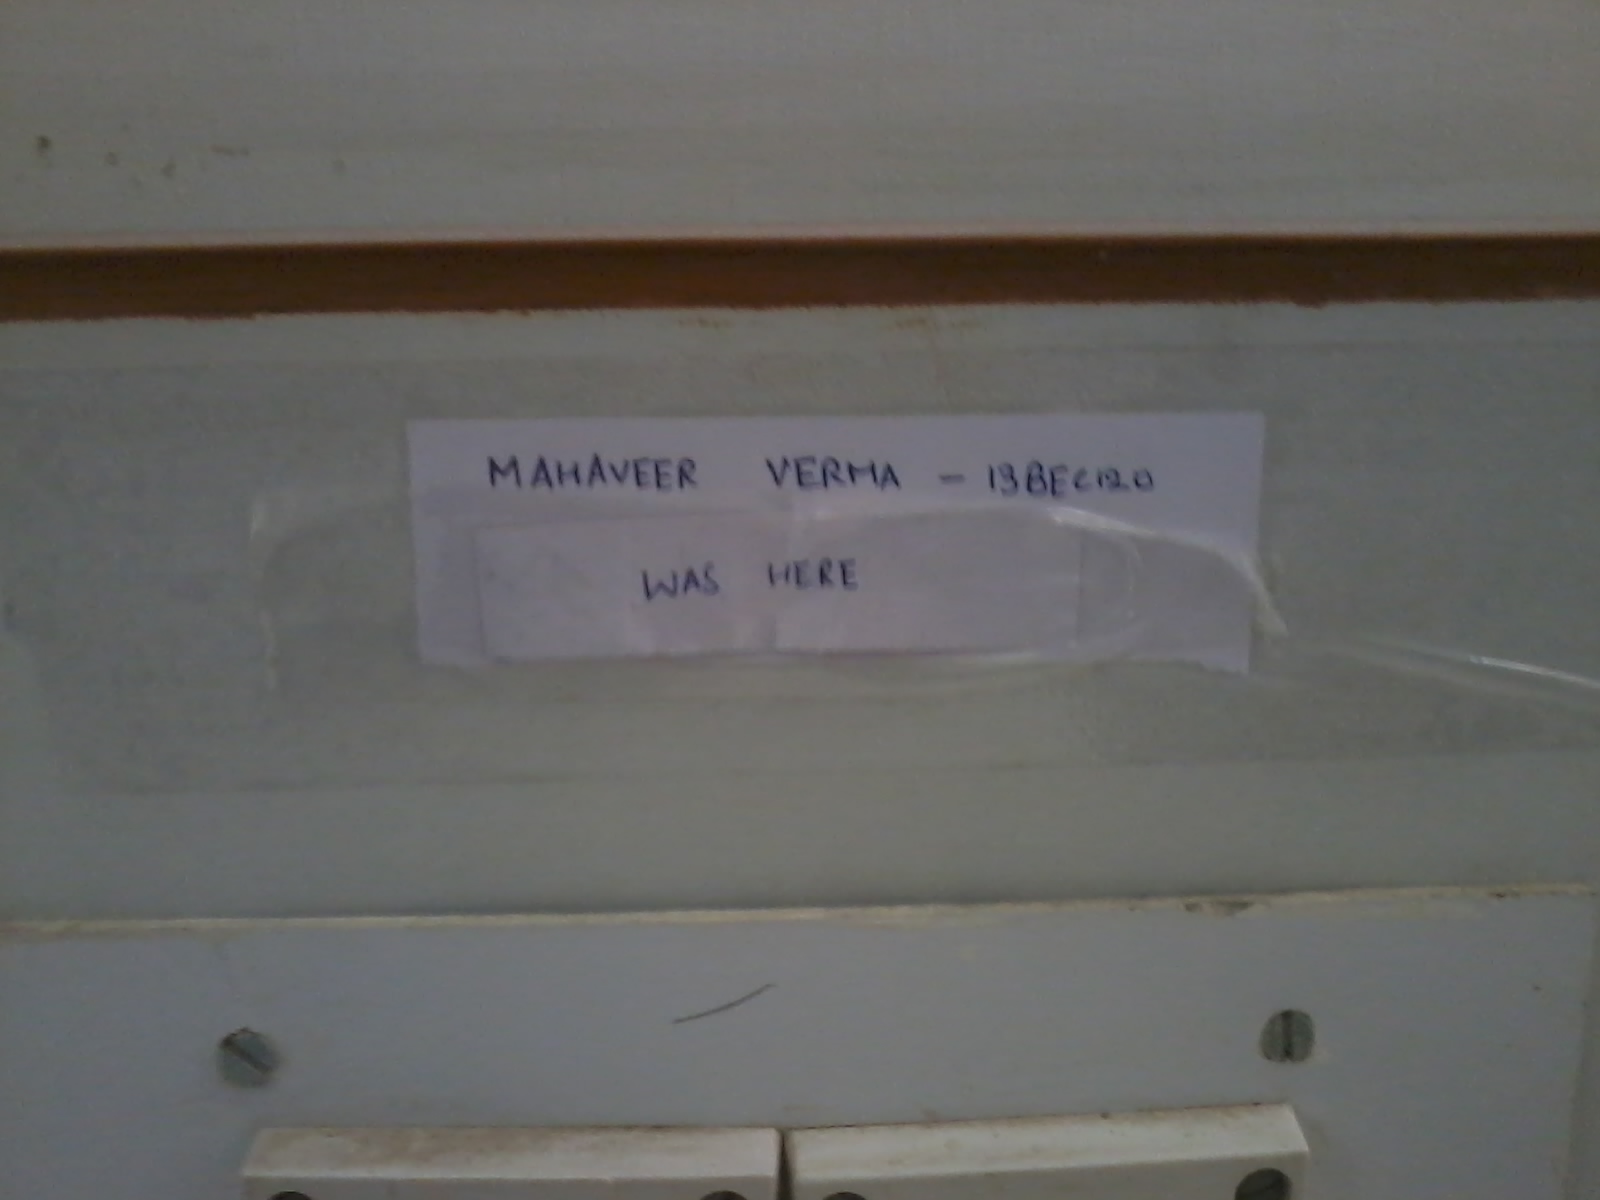 MAHAVEER VERMA - 13BEC120
WAS HERE